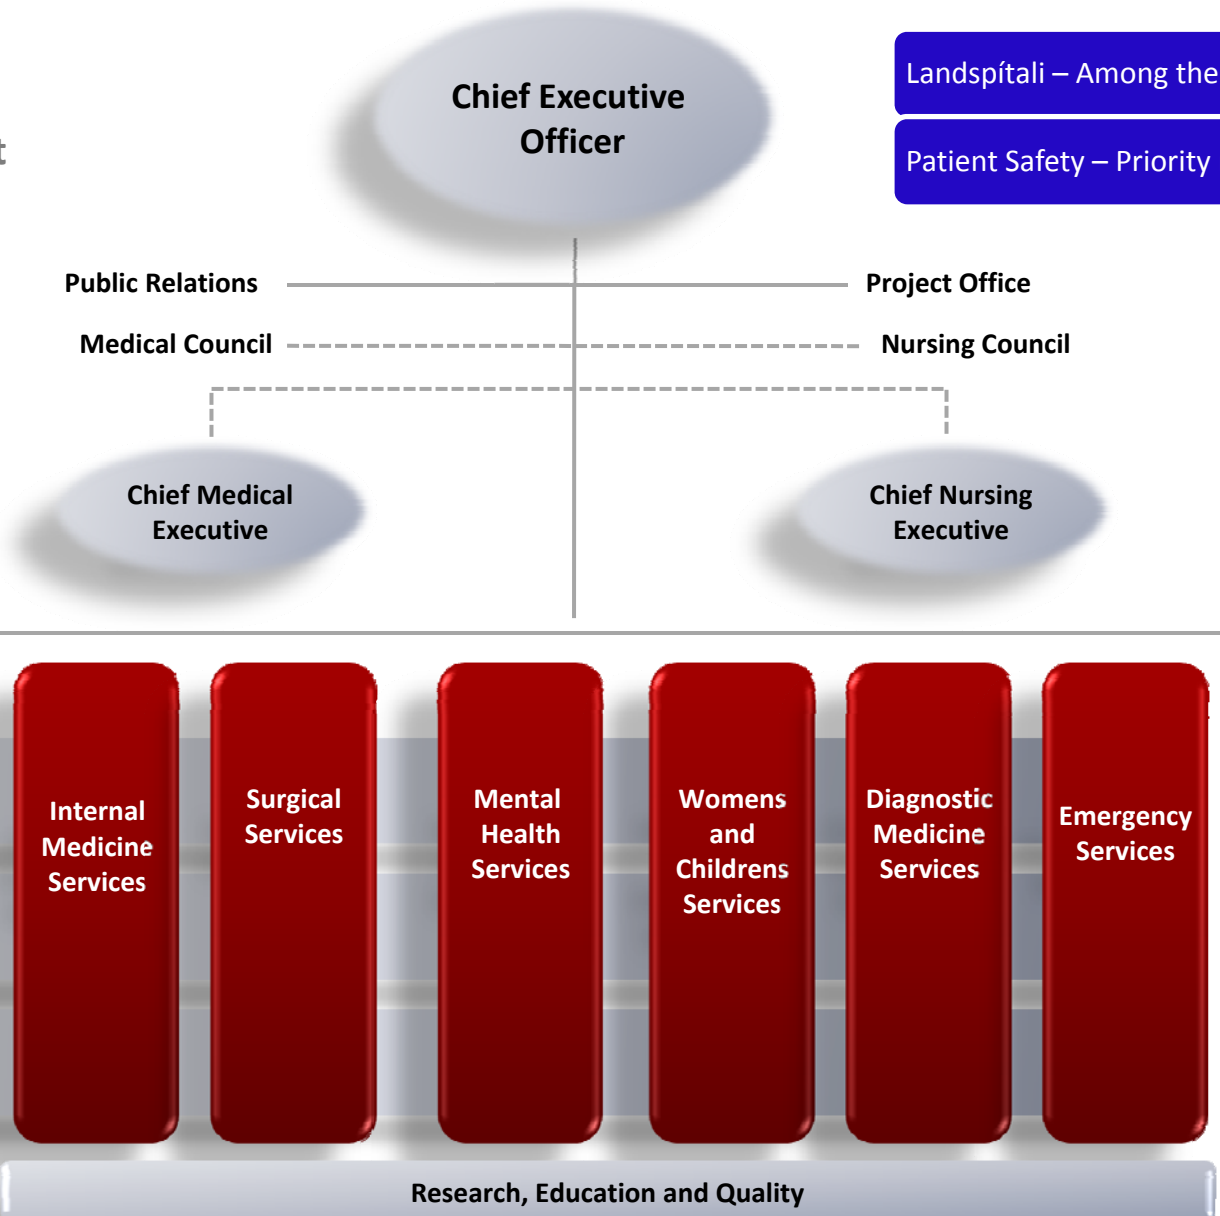 Chief Executive
Officer
Landspítali – Among the
Patient Safety – Priority
t
Public Relations
Project Office
Medical Council
Nursing Council
Chief Medical
Executive
Chief Nursing
Executive
Internal
Medicine
Services
Surgical
Services
Mental
Health
Services
Womens
and
Childrens
Services
Diagnostic
Medicine
Services
Emergency
Services
Research, Education and Quality